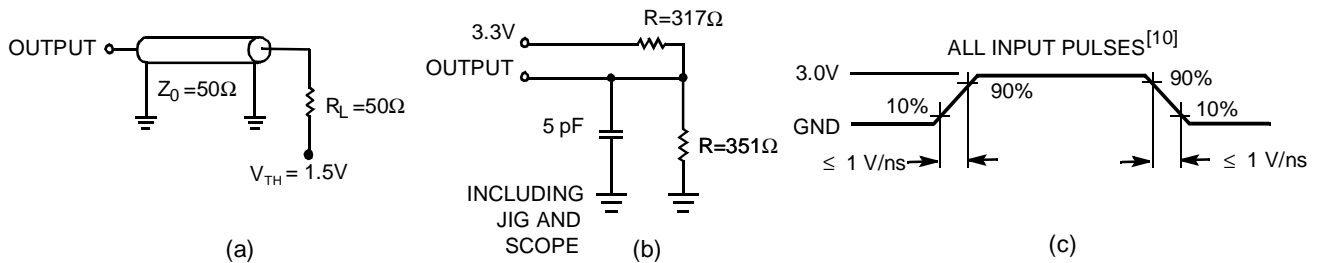 OUTPUT
Z0=50Ω
RL=50Ω
VTH = 1.5V
(a)
R=317Ω
3.3V
OUTPUT
5 pF
R=351Ω
INCLUDING
JIG AND
SCOPE
(b)
ALL INPUT PULSES[10]
3.0V
90%
90%
10%
10%
GND
≤ 1 V/ns
≤ 1 V/ns
(c)